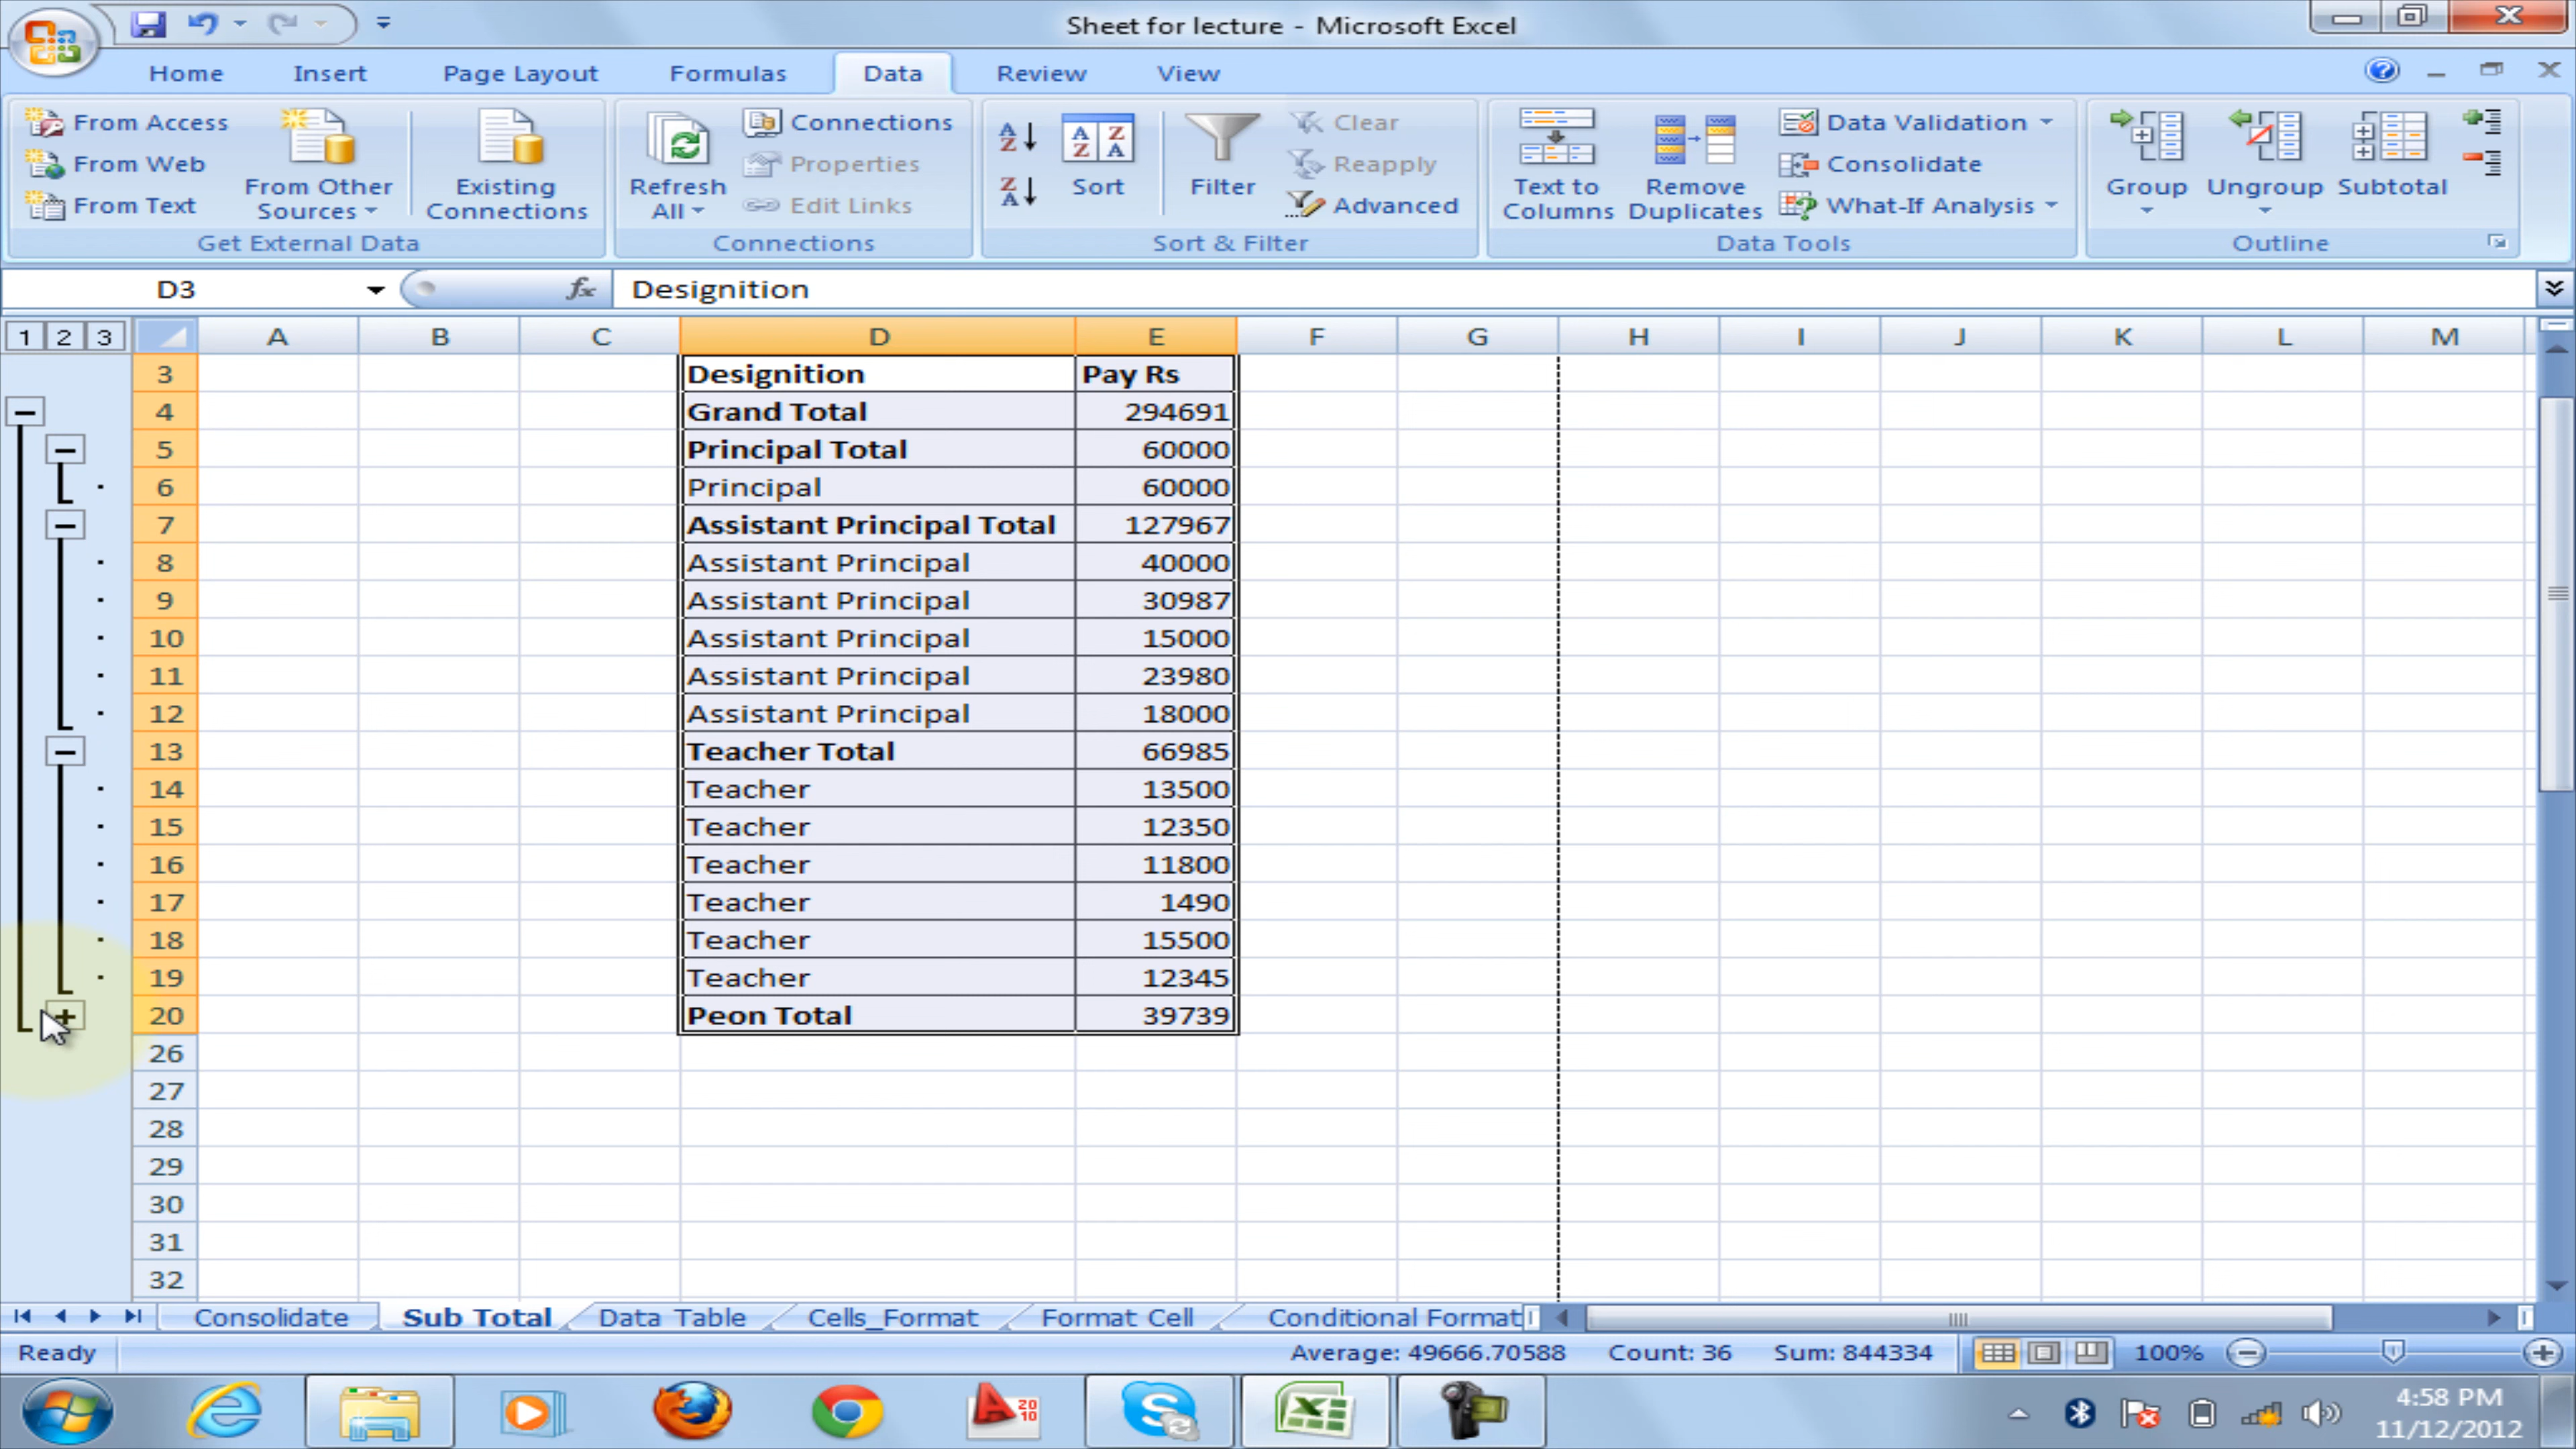 Sheet for lecture - Microsoft Excel
Home Insert Page Layout Formulas Data Review View
From Access
From Web
From Text
From Other Sources
Existing Connections
Get External Data
Refresh All
Connections
Properties
Edit Links
Connections
Sort
Filter
Clear
Reapply
Advanced
Sort & Filter
Text to Columns
Remove Duplicates
Data Validation
Consolidate
What-If Analysis
Data Tools
Group
Ungroup
Subtotal
Outline
D3 fx Designition
1 2 3 A B C D E F G H I J K L M
3 Designition Pay Rs
4 Grand Total 294691
5 Principal Total 60000
6 Principal 60000
7 Assistant Principal Total 127967
8 Assistant Principal 40000
9 Assistant Principal 30987
10 Assistant Principal 15000
11 Assistant Principal 23980
12 Assistant Principal 18000
13 Teacher Total 66985
14 Teacher 13500
15 Teacher 12350
16 Teacher 11800
17 Teacher 1490
18 Teacher 15500
19 Teacher 12345
20 Peon Total 39739
26
27
28
29
30
31
32
Consolidate Sub Total Data Table Cells_Format Format Cell Conditional Format
Ready Average: 49666.70588 Count: 36 Sum: 844334 100%
4:58 PM
11/12/2012